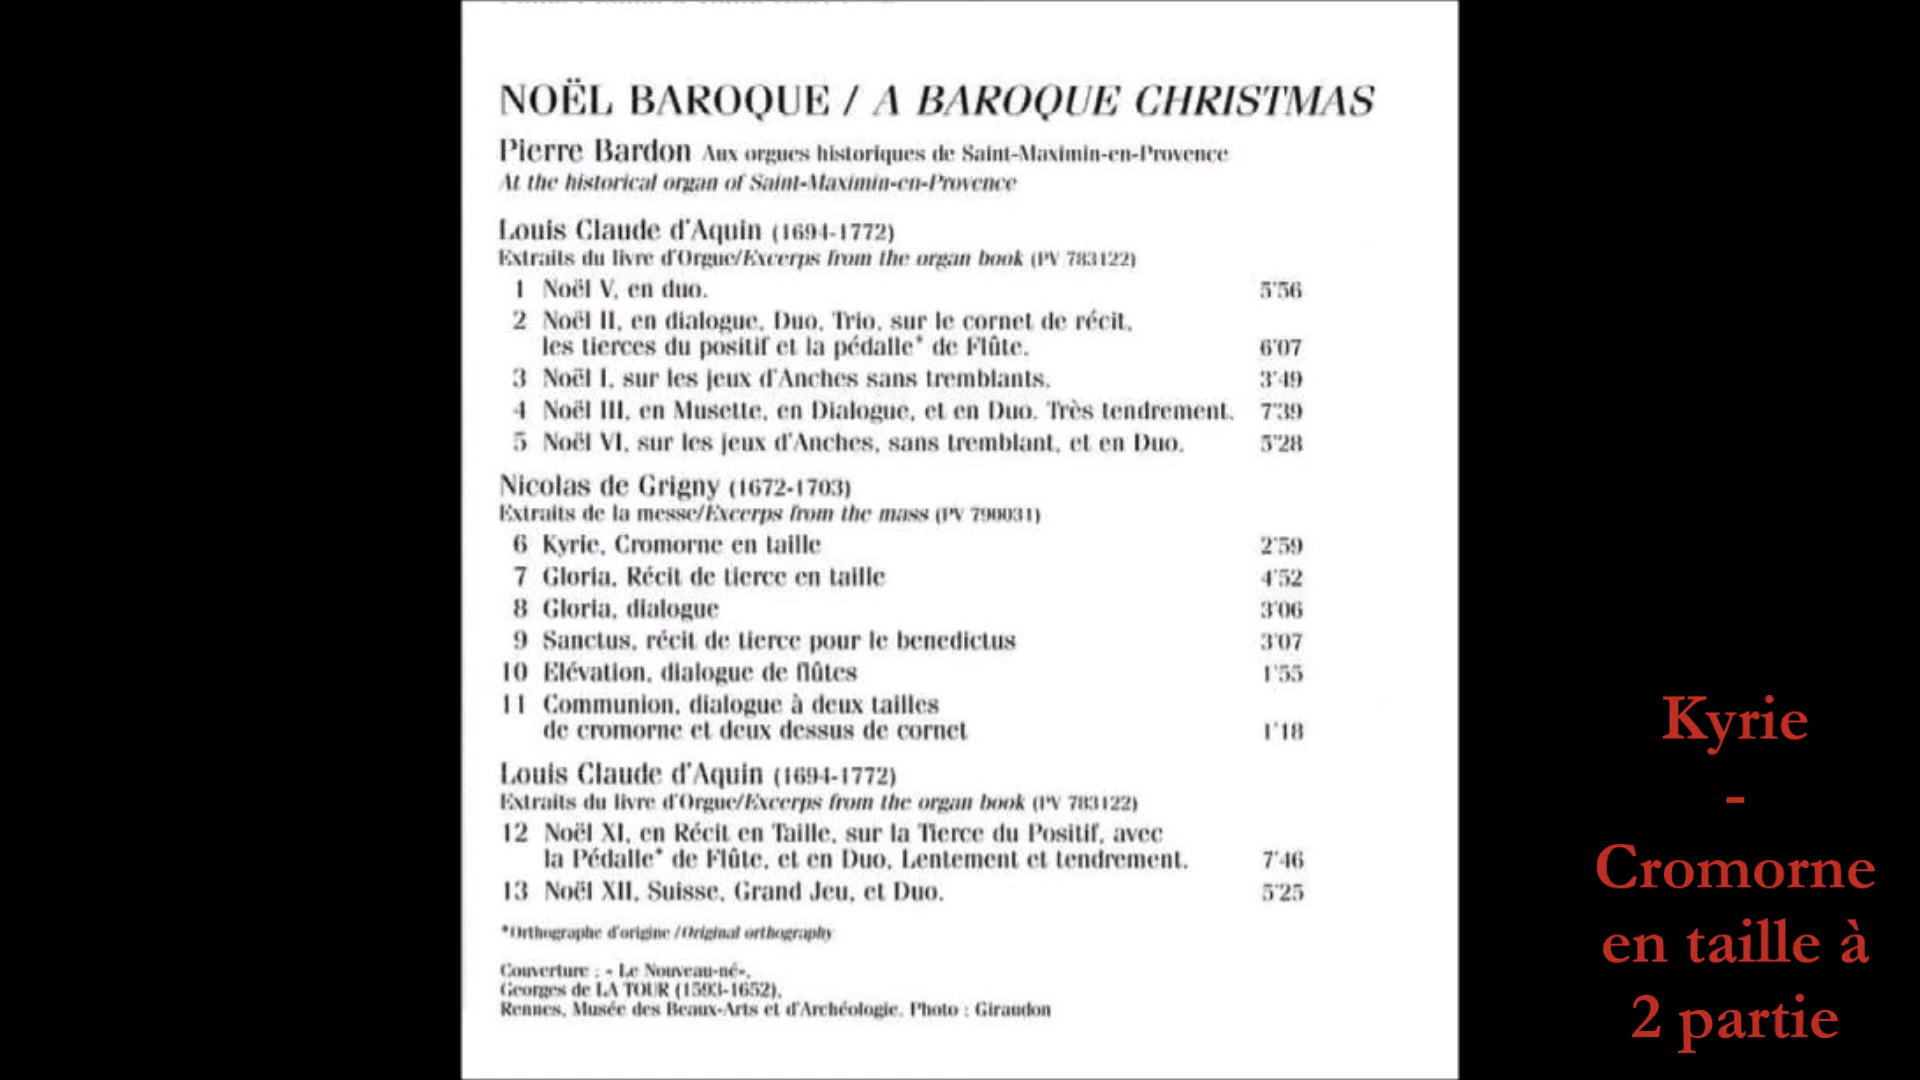 NOËL BAROQUE / A BAROQUE CHRISTMAS
Pierre Bardon Aux orgues historiques de Saint-Maximin-en-Provence
At the historical organ of Saint-Maximin-en-Provence
Louis Claude d'Aquin (1694-1772)
Extraits du livre d'Orgue/Excerps from the organ book (PV 783122)
1 Noël V, en duo. 5'56
2 Noël II, en dialogue, Duo, Trio, sur le cornet de récit,
les tierces du positif et la pédalle* de Flûte. 6'07
3 Noël I, sur les jeux d'Anches sans tremblants. 3'49
4 Noël III, en Musette, en Dialogue, et en Duo. Très tendrement. 7'39
5 Noël VI, sur les jeux d'Anches, sans tremblant, et en Duo. 5'28
Nicolas de Grigny (1672-1703)
Extraits de la messe/Excerps from the mass (PV 790031)
6 Kyrie, Cromorne en taille 2'59
7 Gloria, Récit de tierce en taille 4'52
8 Gloria, dialogue 3'06
9 Sanctus, récit de tierce pour le benedictus 3'07
10 Elévation, dialogue de flûtes 1'55
11 Communion, dialogue à deux tailles
de cromorne et deux dessus de cornet 1'18
Louis Claude d'Aquin (1694-1772)
Extraits du livre d'Orgue/Excerps from the organ book (PV 783122)
12 Noël XI, en Récit en Taille, sur la Tierce du Positif, avec
la Pédalle* de Flûte, et en Duo, Lentement et tendrement. 7'46
13 Noël XII, Suisse, Grand Jeu, et Duo. 5'25
*Orthographe d'origine / Original orthography
Couverture : « Le Nouveau-né»,
Georges de LA TOUR (1593-1652),
Rennes, Musée des Beaux-Arts et d'Archéologie. Photo : Giraudon
Kyrie
-
Cromorne
en taille à
2 partie